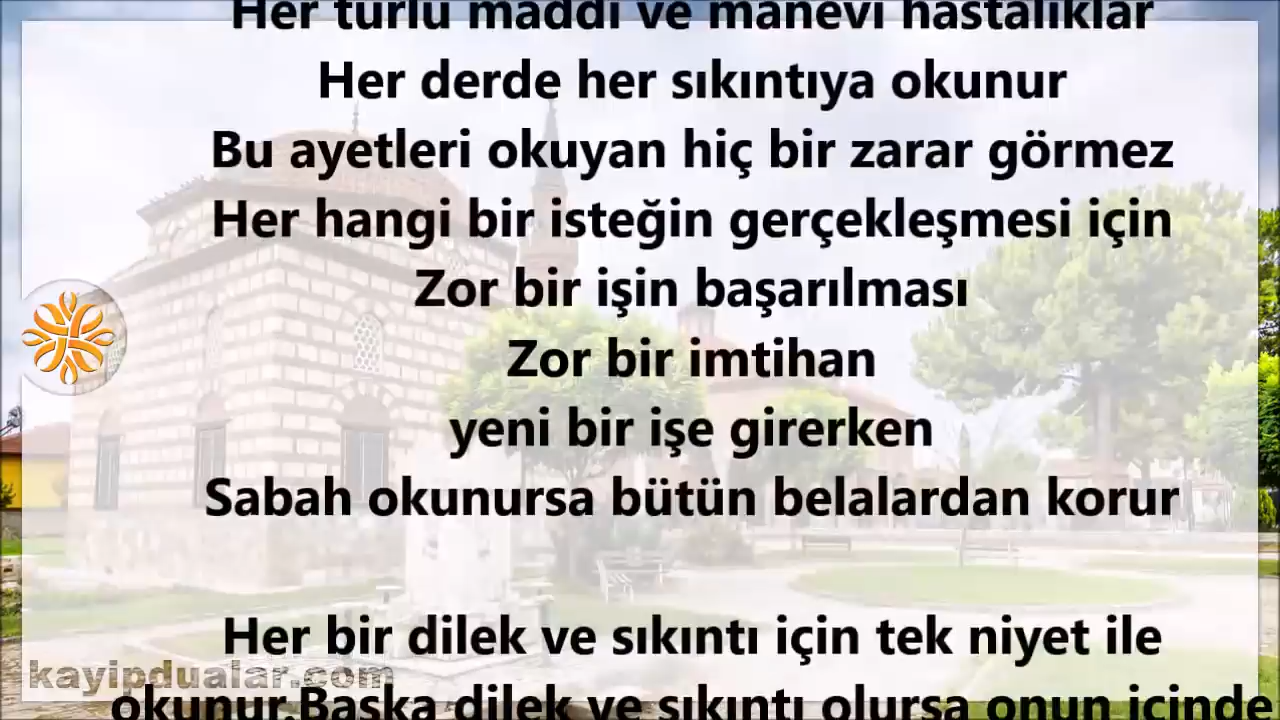 Her türlü maddi ve manevi hastalıklar
Her derde her sıkıntıya okunur
Bu ayetleri okuyan hiç bir zarar görmez
Her hangi bir isteğin gerçekleşmesi için
Zor bir işin başarılması
Zor bir imtihan
yeni bir işe girerken
Sabah okunursa bütün belalardan korur
Her bir dilek ve sıkıntı için tek niyet ile
kayipdualar.com
okunur.Başka dilek ve sıkıntı olursa onun içinde